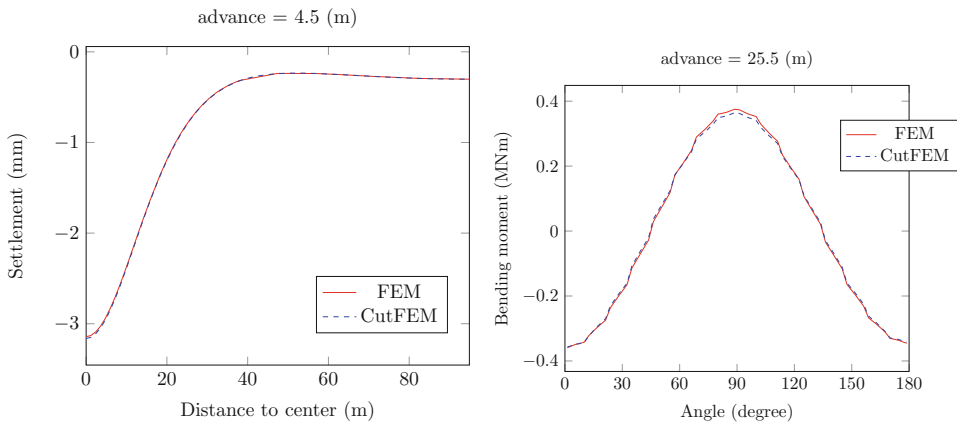 advance = 4.5 (m)
0
−1
−2
−3
Settlement (mm)
FEM
CutFEM
0 20 40 60 80
Distance to center (m)
advance = 25.5 (m)
0.4
0.2
0
−0.2
−0.4
Bending moment (MNm)
FEM
CutFEM
0 30 60 90 120 150 180
Angle (degree)